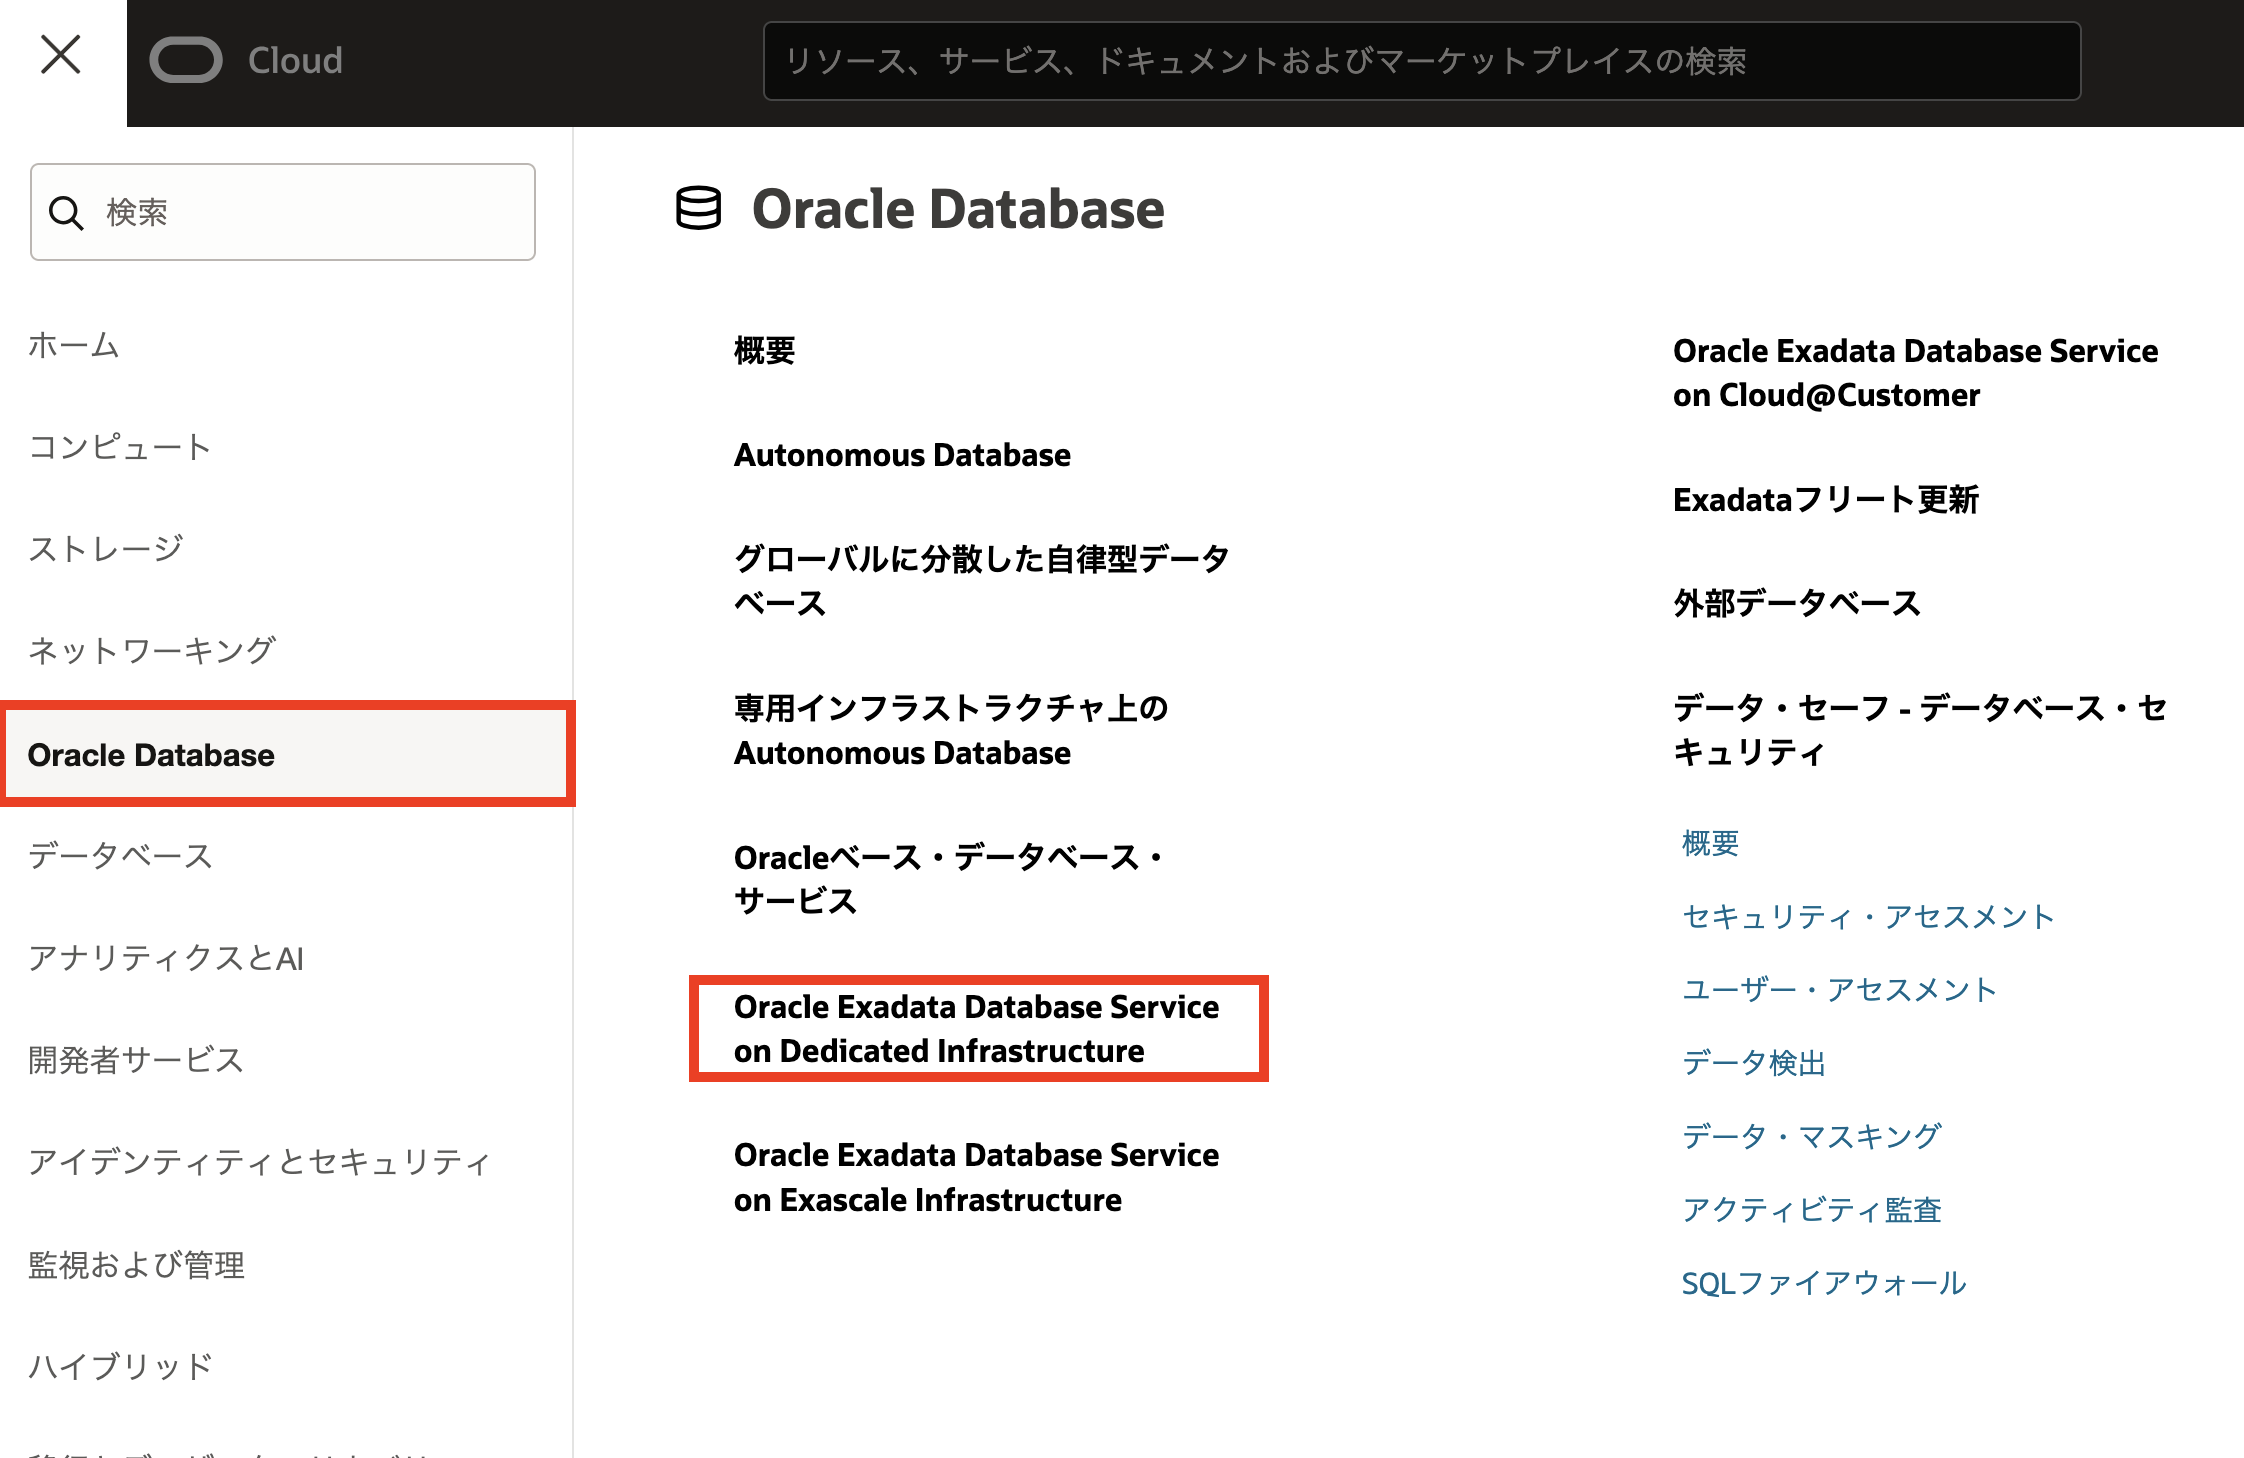 Cloud
リソース、サービス、ドキュメントおよびマーケットプレイスの検索
検索
ホーム
コンピュート
ストレージ
ネットワーキング
Oracle Database
データベース
アナリティクスとAI
開発者サービス
アイデンティティとセキュリティ
監視および管理
ハイブリッド
Oracle Database
概要
Autonomous Database
グローバルに分散した自律型データ
ベース
専用インフラストラクチャ上の
Autonomous Database
Oracleベース・データベース・
サービス
Oracle Exadata Database Service
on Dedicated Infrastructure
Oracle Exadata Database Service
on Exascale Infrastructure
Oracle Exadata Database Service
on Cloud@Customer
Exadataフリート更新
外部データベース
データ・セーフ - データベース・セ
キュリティ
概要
セキュリティ・アセスメント
ユーザー・アセスメント
データ検出
データ・マスキング
アクティビティ監査
SQLファイアウォール